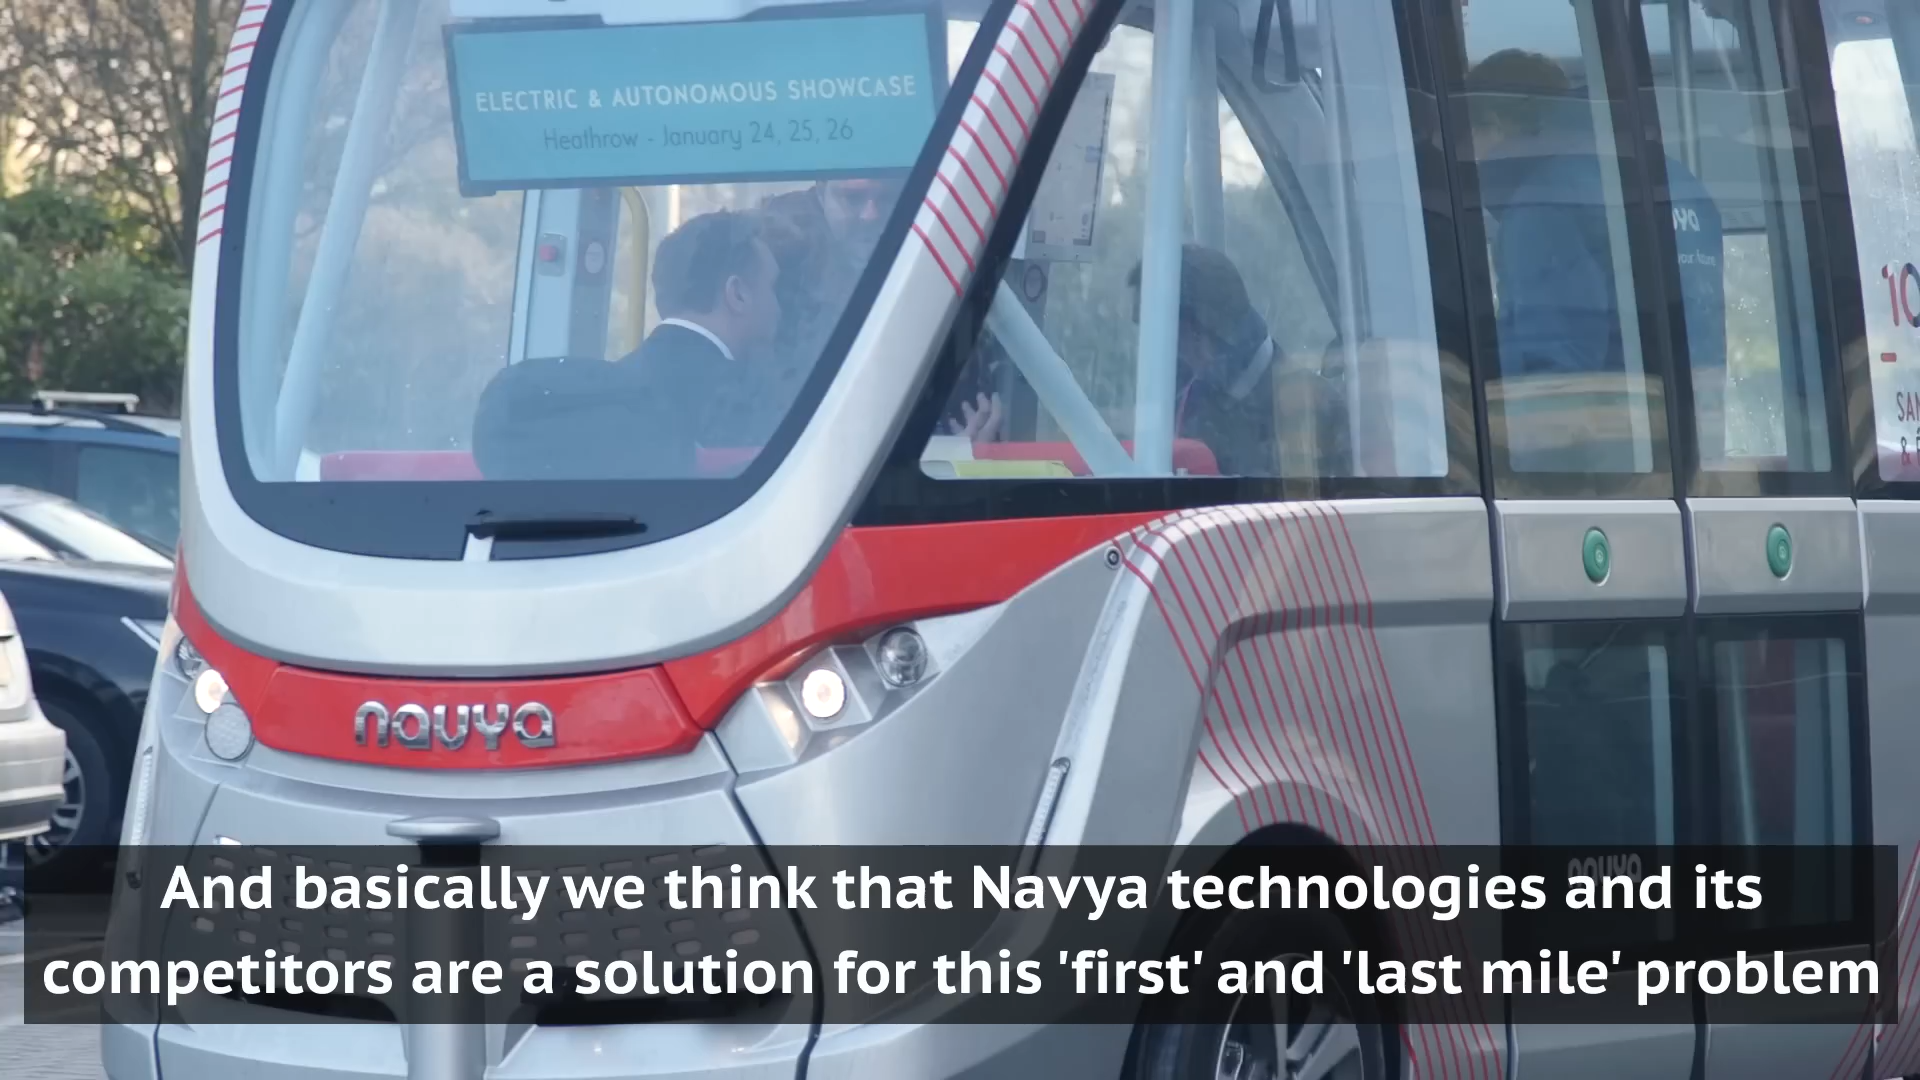 ELECTRIC & AUTONOMOUS SHOWCASE
Heathrow - January 24, 25, 26
navya
And basically we think that Navya technologies and its
competitors are a solution for this 'first' and 'last mile' problem